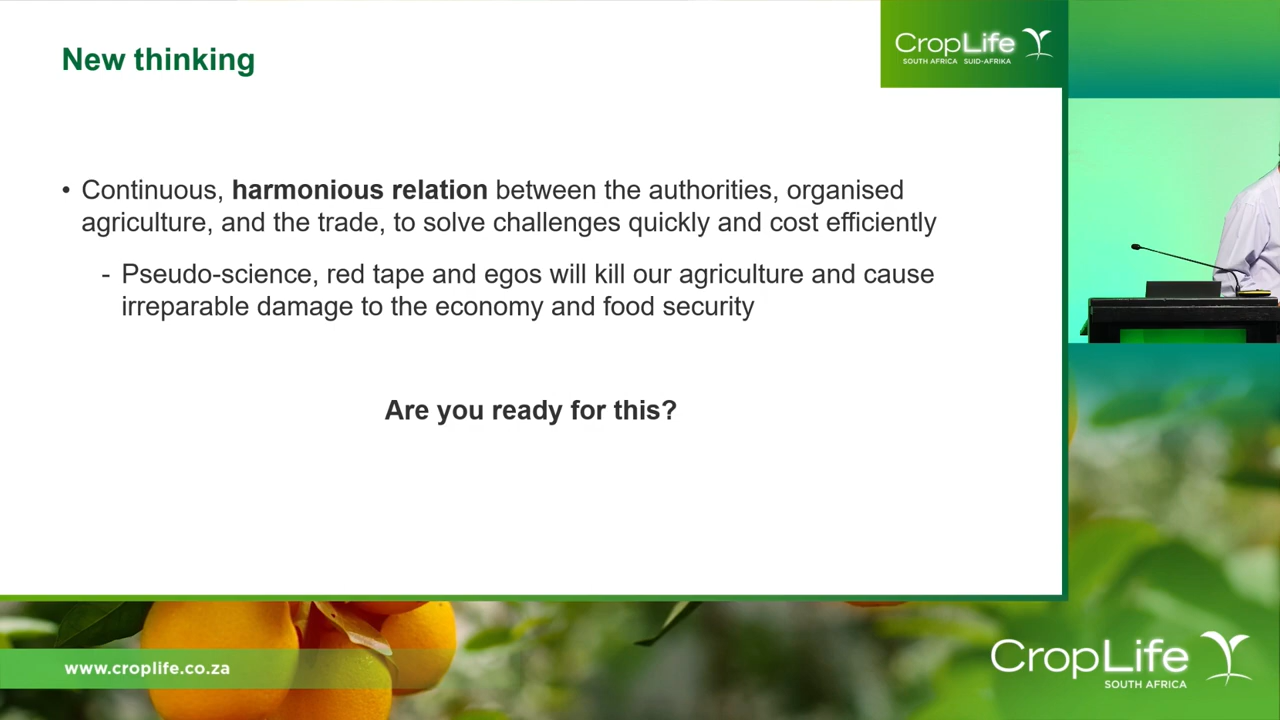 New thinking
CropLife
SOUTH AFRICA SUID-AFRIKA
• Continuous, harmonious relation between the authorities, organised
agriculture, and the trade, to solve challenges quickly and cost efficiently
- Pseudo-science, red tape and egos will kill our agriculture and cause
irreparable damage to the economy and food security
Are you ready for this?
www.croplife.co.za
CropLife
SOUTH AFRICA